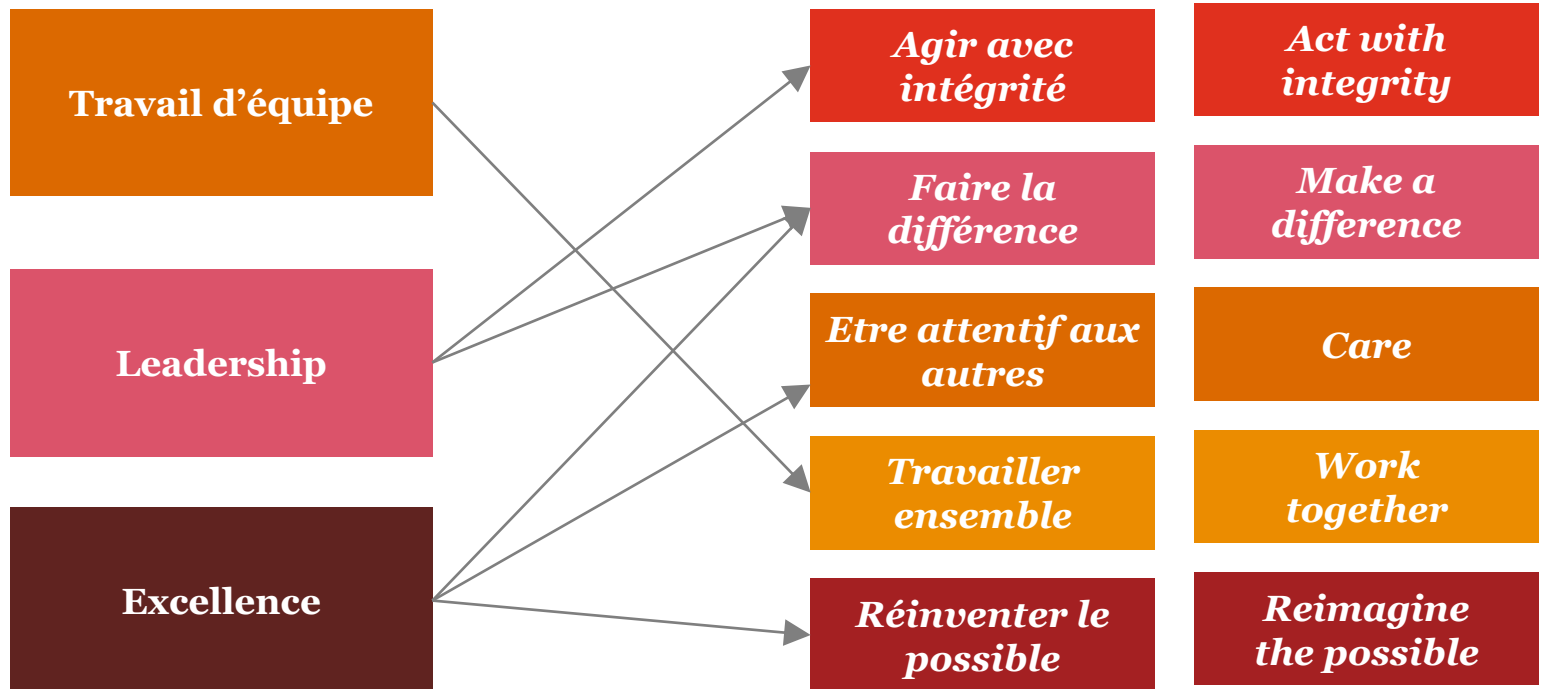 Travail d’équipe
Leadership
Excellence
Agir avec
intégrité
Faire la
différence
Etre attentif aux
autres
Travailler
ensemble
Réinventer le
possible
Act with
integrity
Make a
difference
Care
Work
together
Reimagine
the possible